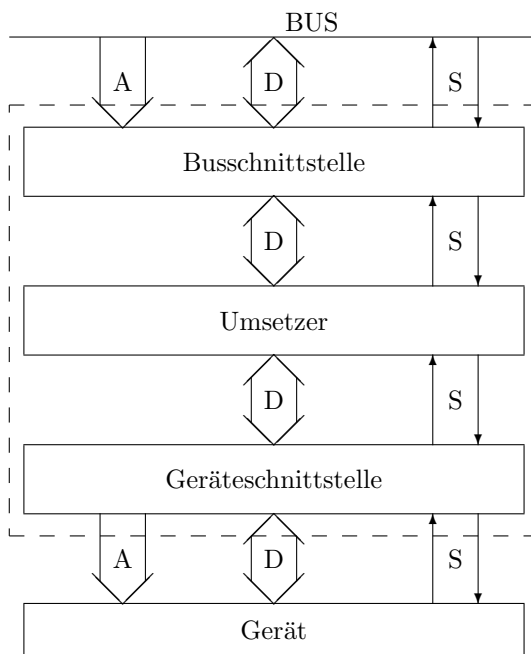 BUS
A D S
Busschnittstelle
D S
Umsetzer
D S
Geräteschnittstelle
A D S
Gerät